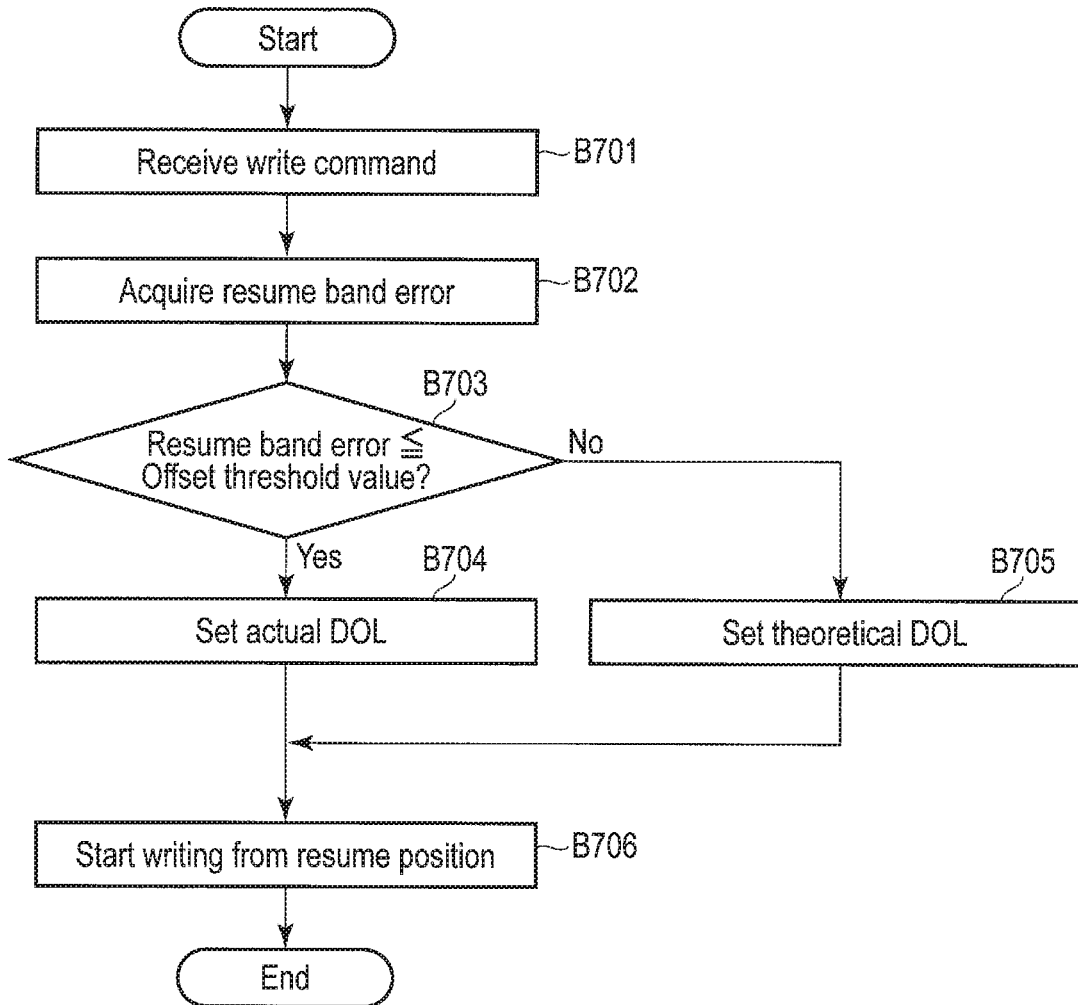 Start
Receive write command
B701
Acquire resume band error
B702
B703
Resume band error ≦
Offset threshold value?
No
Yes
B704
B705
Set actual DOL
Set theoretical DOL
Start writing from resume position
B706
End